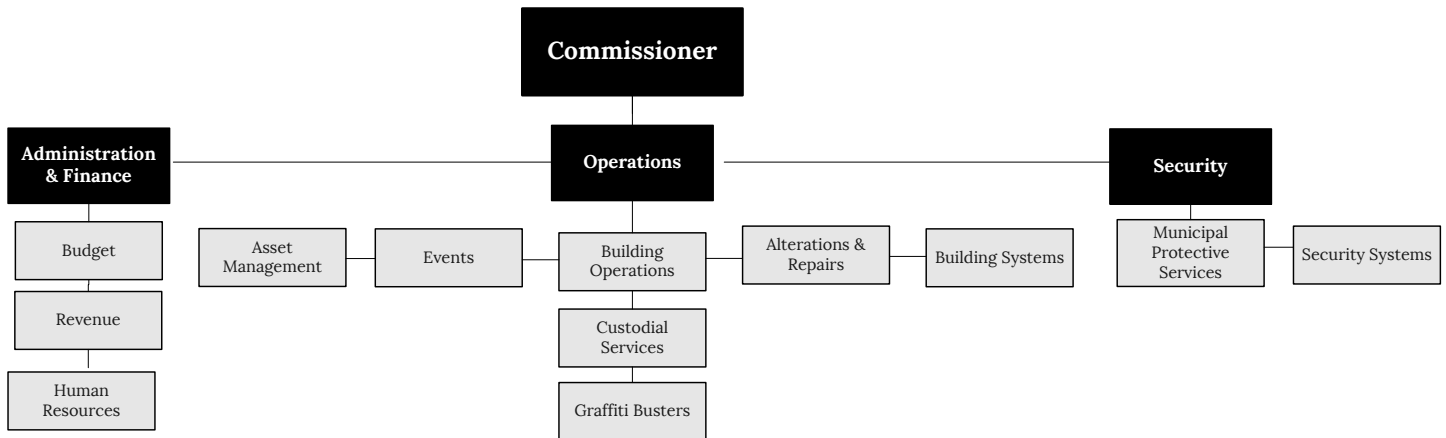 Commissioner
Administration
& Finance
Operations
Security
Budget
Revenue
Human
Resources
Asset
Management
Events
Building
Operations
Alterations &
Repairs
Building Systems
Custodial
Services
Graffiti Busters
Municipal
Protective
Services
Security Systems